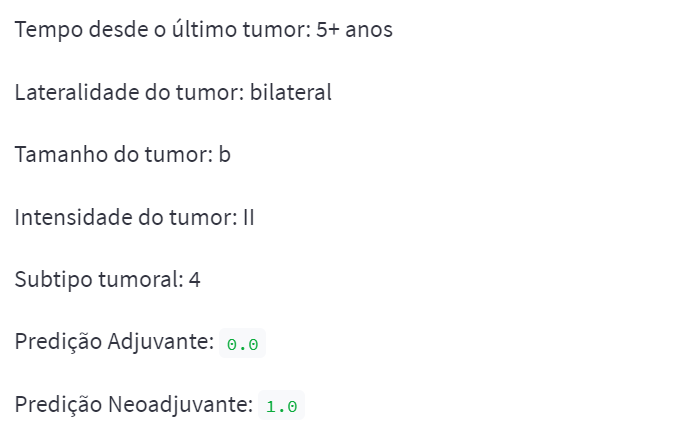 Tempo desde o último tumor: 5+ anos
Lateralidade do tumor: bilateral
Tamanho do tumor: b
Intensidade do tumor: II
Subtipo tumoral: 4
Predição Adjuvante: 0.0
Predição Neoadjuvante: 1.0